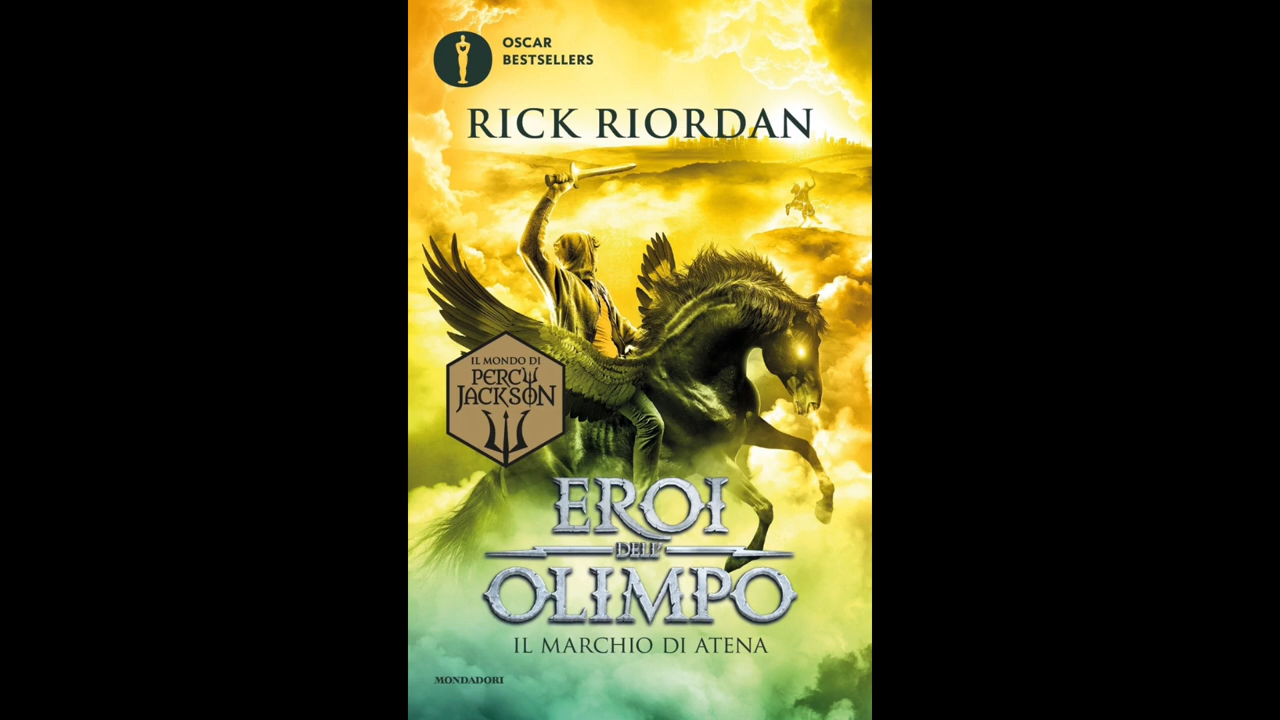 OSCAR
BESTSELLERS
RICK RIORDAN
IL MONDO DI
PERCY
JACKSON
EROI
DELL'
OLIMPO
IL MARCHIO DI ATENA
MONDADORI